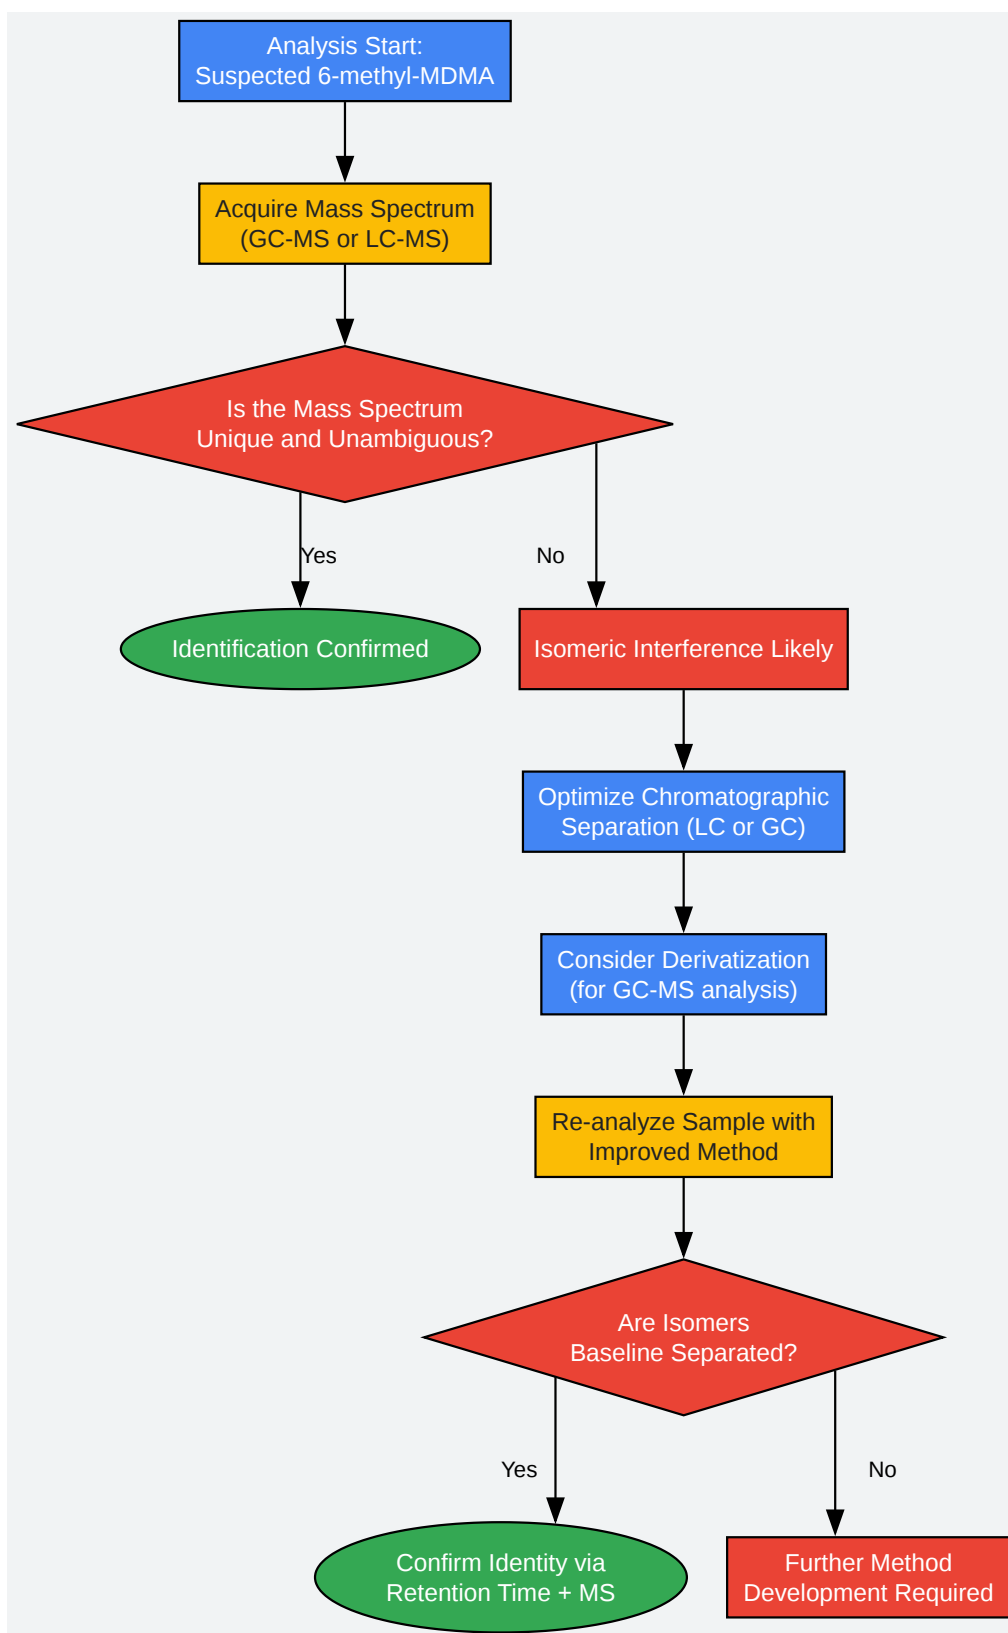 Analysis Start:
Suspected 6-methyl-MDMA
Acquire Mass Spectrum
(GC-MS or LC-MS)
Is the Mass Spectrum
Unique and Unambiguous?
Yes
No
Identification Confirmed
Isomeric Interference Likely
Optimize Chromatographic
Separation (LC or GC)
Consider Derivatization
(for GC-MS analysis)
Re-analyze Sample with
Improved Method
Are Isomers
Baseline Separated?
Yes
No
Confirm Identity via
Retention Time + MS
Further Method
Development Required